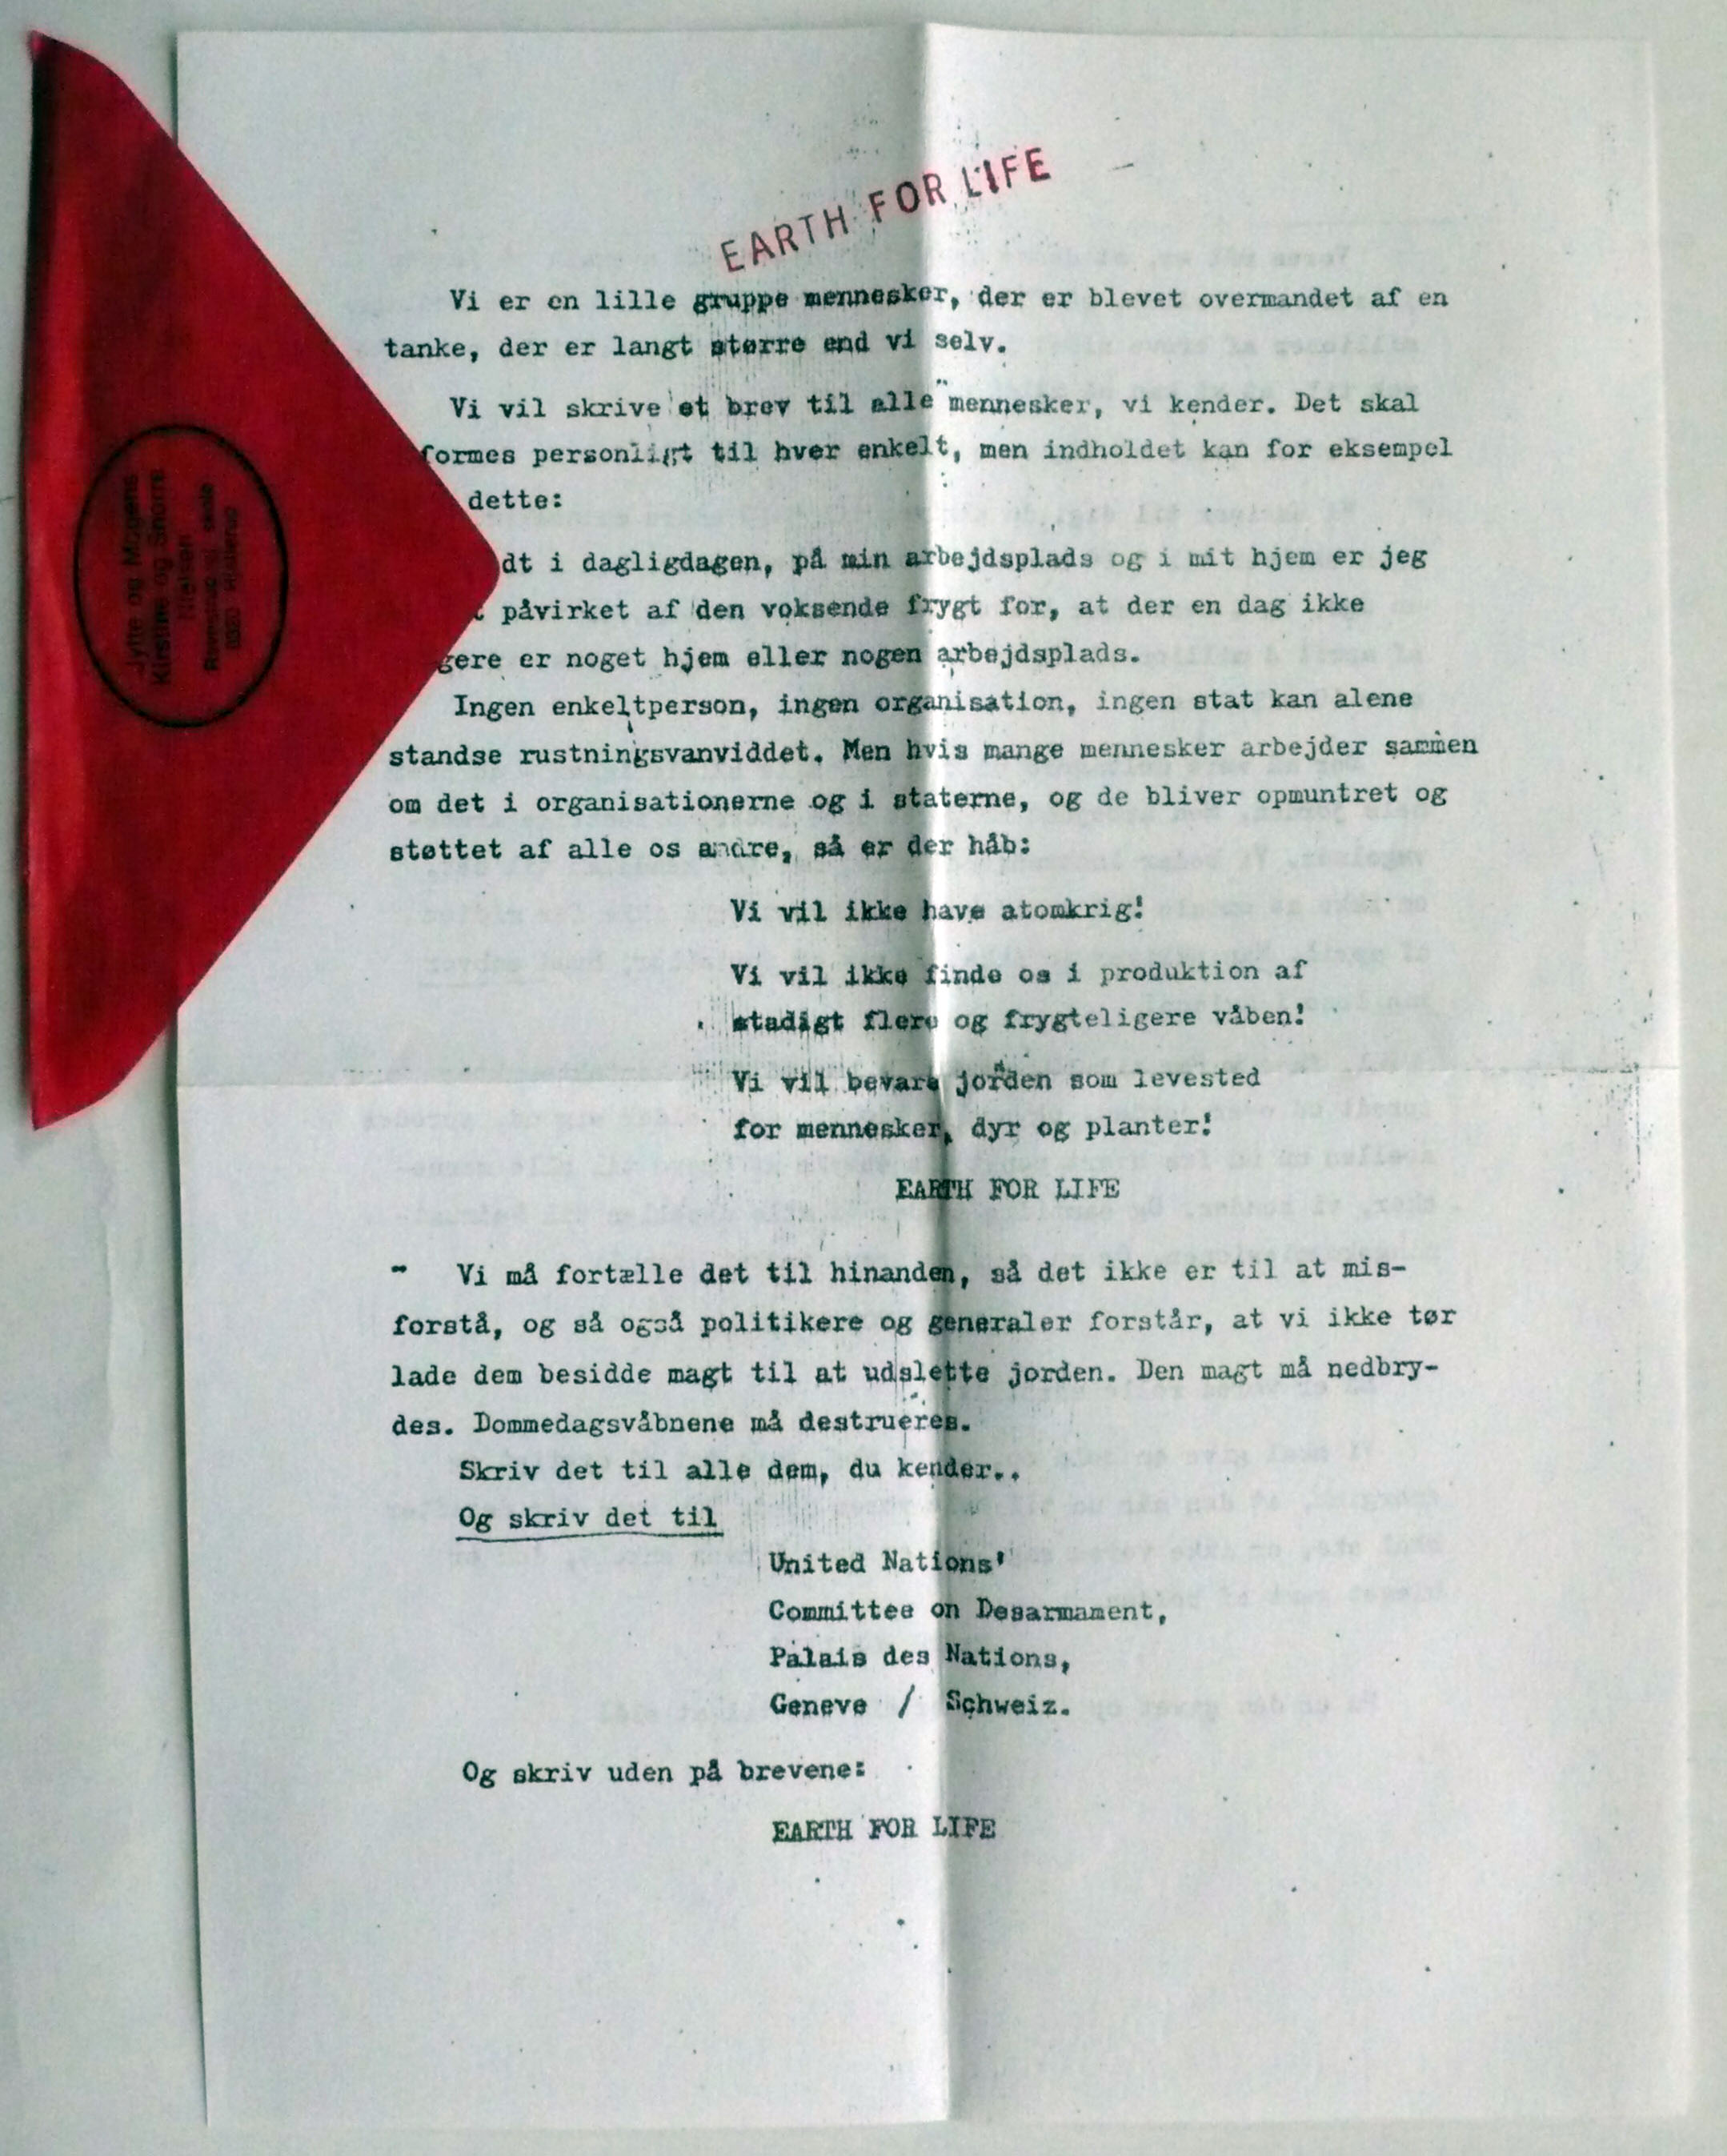 EARTH FOR LIFE
Vi er en lille gruppe mennesker, der er blevet overmandet af en
tanke, der er langt større end vi selv.
Vi vil skrive et brev til alle mennesker, vi kender. Det skal
formes personligt til hver enkelt, men indholdet kan for eksempel
dette:
dt i dagligdagen, på min arbejdsplads og i mit hjem er jeg
t påvirket af den voksende frygt for, at der en dag ikke
gere er noget hjem eller nogen arbejdsplads.
Ingen enkeltperson, ingen organisation, ingen stat kan alene
standse rustningsvanviddet. Men hvis mange mennesker arbejder sammen
om det i organisationerne og i staterne, og de bliver opmuntret og
støttet af alle os andre, så er der håb:
Vi vil ikke have atomkrig!
Vi vil ikke finde os i produktion af
stadigt flere og frygteligere våben!
Vi vil bevare jorden som levested
for mennesker, dyr og planter!
EARTH FOR LIFE
- Vi må fortælle det til hinanden, så det ikke er til at mis-
forstå, og så også politikere og generaler forstår, at vi ikke tør
lade dem besidde magt til at udslette jorden. Den magt må nedbry-
des. Dommedagsvåbnene må destrueres.
Skriv det til alle dem, du kender..
Og skriv det til
United Nations'
Committee on Desarmament,
Palais des Nations,
Geneve / Schweiz.
Og skriv uden på brevene:
EARTH FOR LIFE
Jytte og Mogens
Kirstine og Snorre
Nielsen